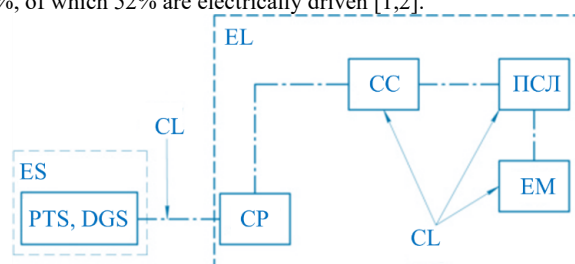 %, of which 52% are electrically driven [1,2].
EL
CC
ПСЛ
CL
ES
EM
PTS, DGS
CP
CL